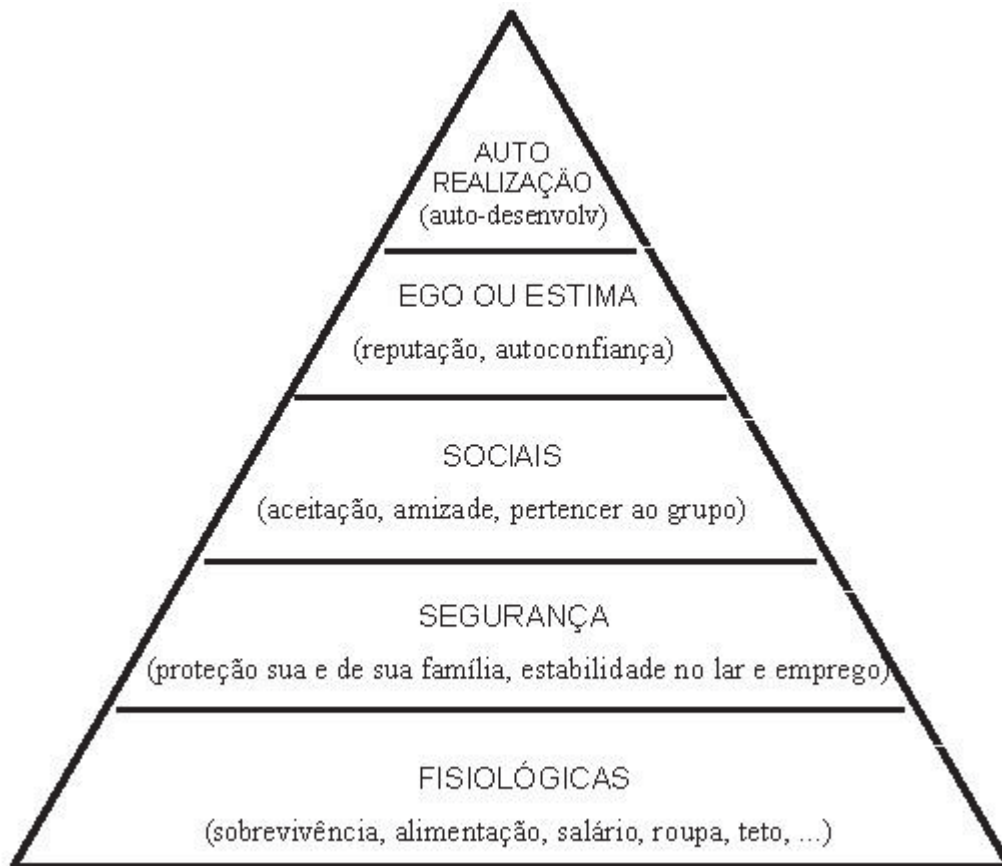 AUTO
REALIZAÇÃO
(auto-desenvolv)
EGO OU ESTIMA
(reputação, autoconfiança)
SOCIAIS
(aceitação, amizade, pertencer ao grupo)
SEGURANÇA
(proteção sua e de sua família, estabilidade no lar e emprego)
FISIOLÓGICAS
(sobrevivência, alimentação, salário, roupa, teto, ...)